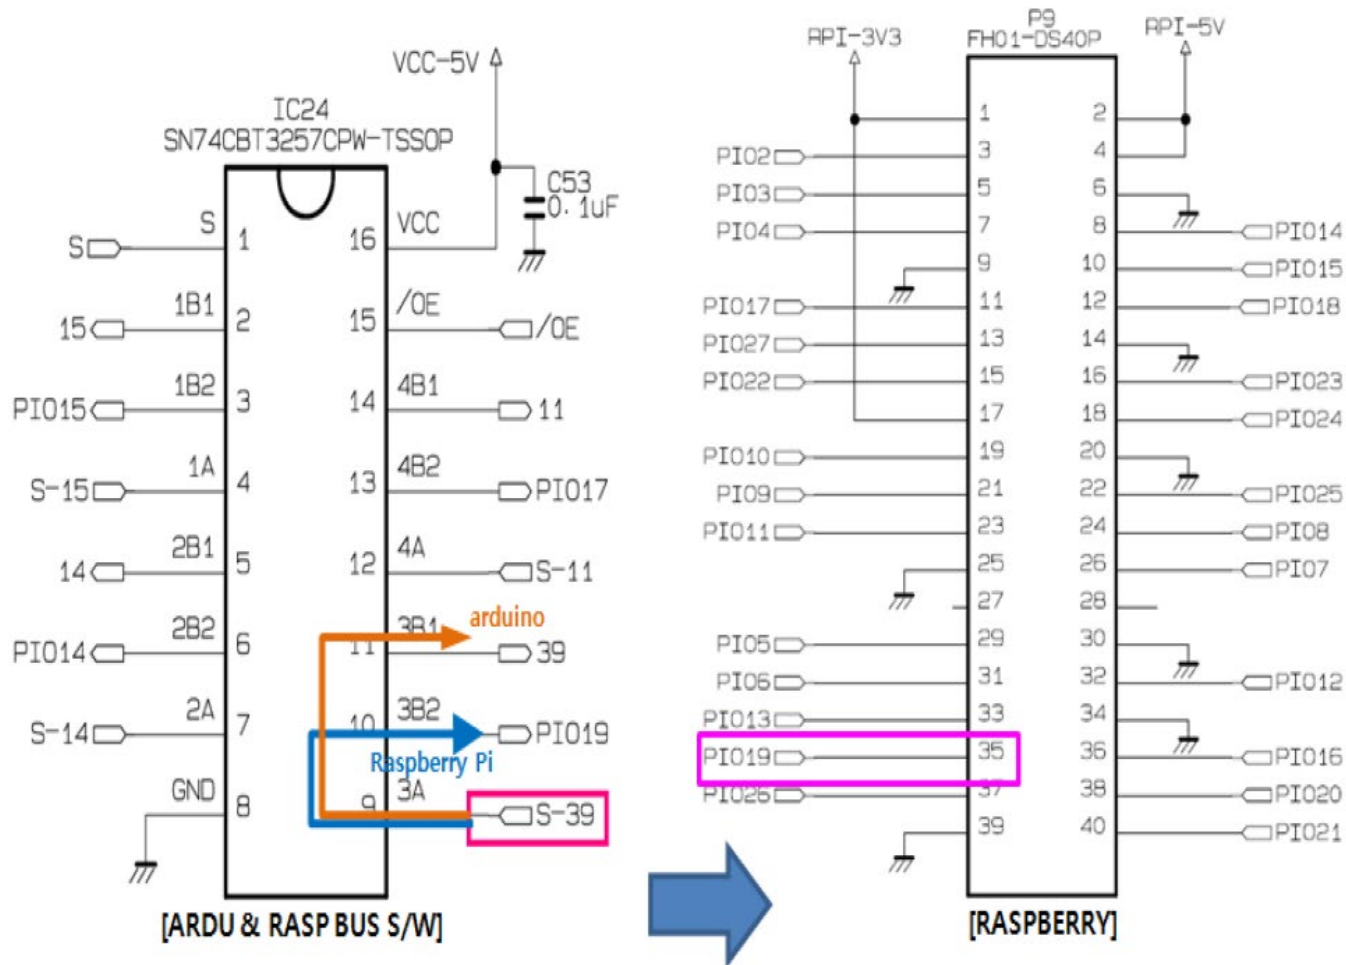 VCC-5V
IC24
SN74CBT3257CPW-TSSOP
C53
0.1uF
S S 1 16 VCC
15 1B1 2 15 /OE /OE
PIO15 1B2 3 14 4B1 11
S-15 1A 4 13 4B2 PIO17
14 2B1 5 12 4A S-11
arduino
PIO14 2B2 6 11 3B1 39
S-14 2A 7 10 3B2 PIO19
Raspberry Pi
GND 8 9 3A S-39
[ARDU & RASP BUS S/W]
P9
RPI-3V3 FH01-DS40P RPI-5V
1 2
PIO2 3 4
PIO3 5 6
PIO4 7 8 PIO14
9 10 PIO15
PIO17 11 12 PIO18
PIO27 13 14
PIO22 15 16 PIO23
17 18 PIO24
PIO10 19 20
PIO9 21 22 PIO25
PIO11 23 24 PIO8
25 26 PIO7
27 28
PIO5 29 30
PIO6 31 32 PIO12
PIO13 33 34
PIO19 35 36 PIO16
PIO26 37 38 PIO20
39 40 PIO21
[RASPBERRY]